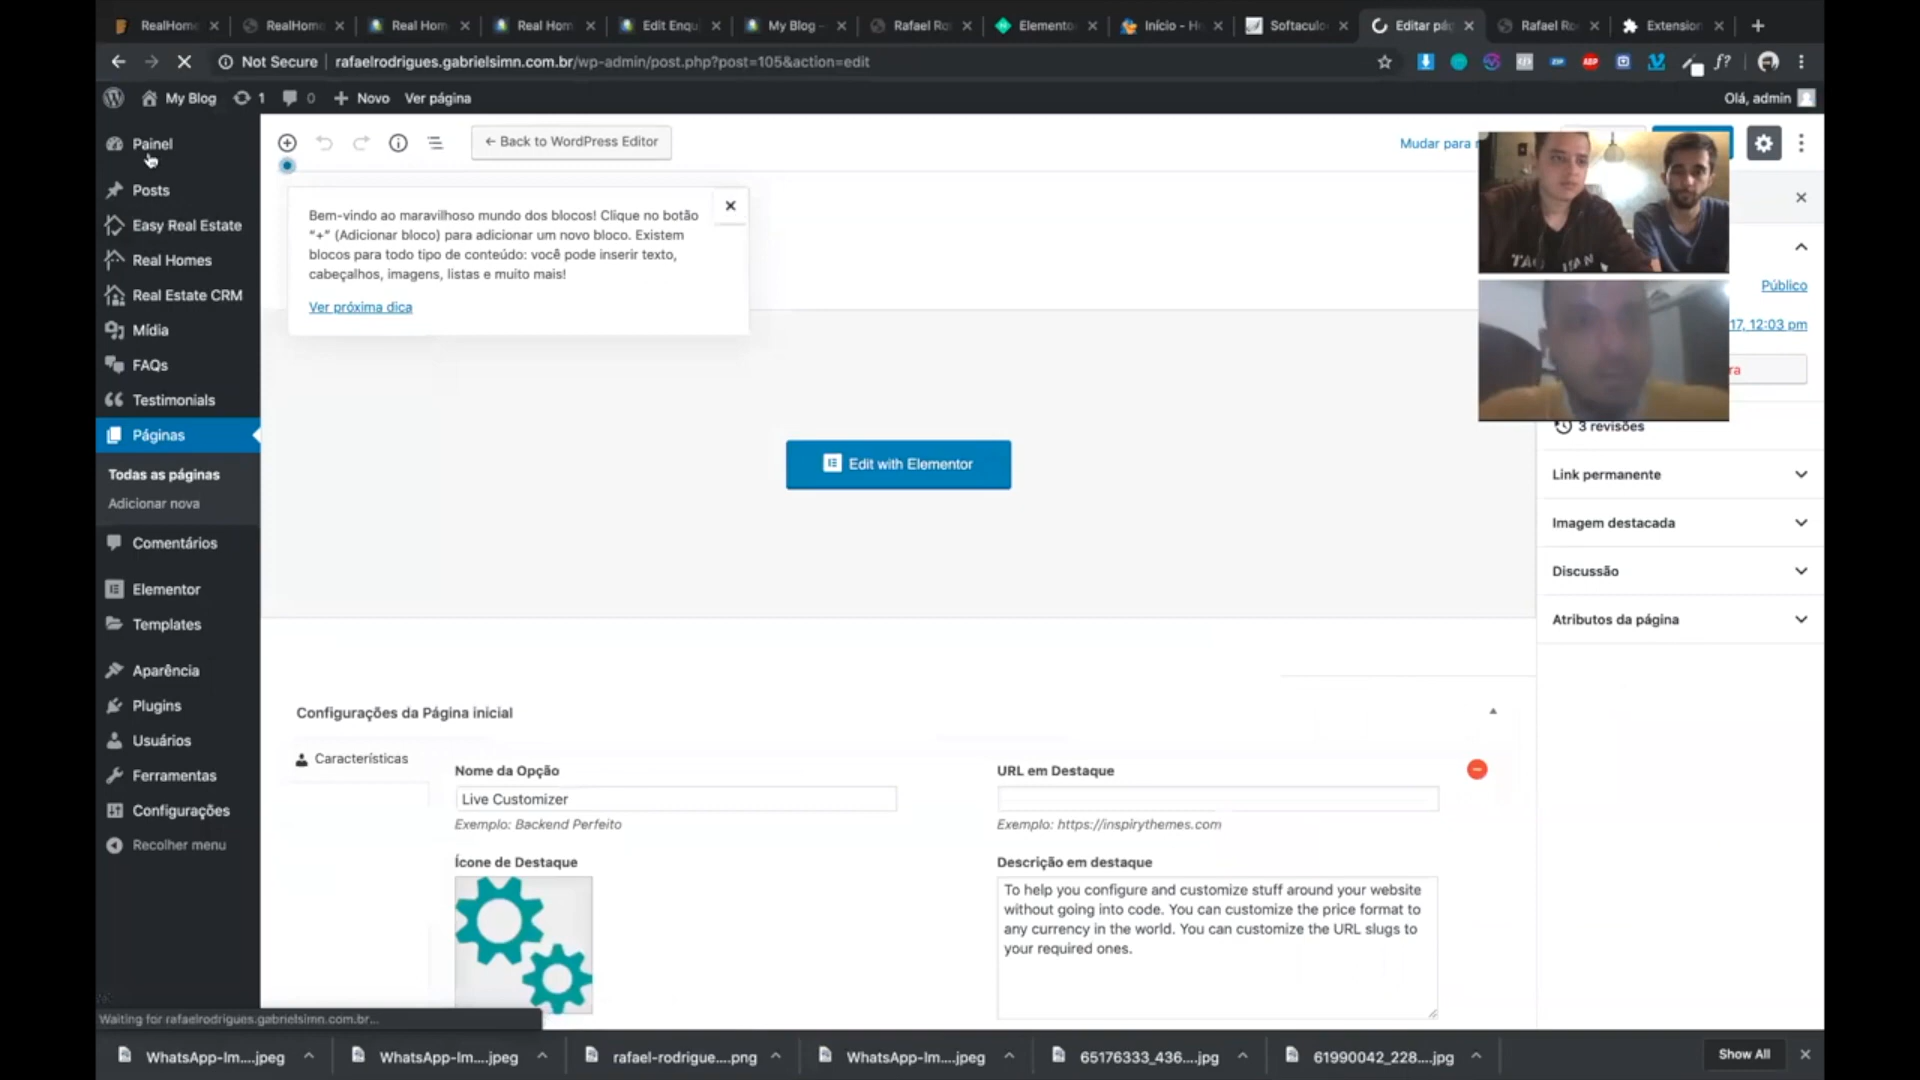 RealHome
RealHome
Real Hom
Real Hom
Edit Enqu
My Blog –
Rafael Ro
Elemento
Início - H
Softaculo
Editar pág
Rafael Ro
Extension
Not Secure
rafaelrodrigues.gabrielsimn.com.br/wp-admin/post.php?post=105&action=edit
ZIP
ABP
f?
My Blog
1
0
Novo
Ver página
Olá, admin
Painel
Posts
Easy Real Estate
Real Homes
Real Estate CRM
Mídia
FAQs
Testimonials
Páginas
Todas as páginas
Adicionar nova
Comentários
Elementor
Templates
Aparência
Plugins
Usuários
Ferramentas
Configurações
Recolher menu
← Back to WordPress Editor
Mudar para r
Bem-vindo ao maravilhoso mundo dos blocos! Clique no botão
“+” (Adicionar bloco) para adicionar um novo bloco. Existem
blocos para todo tipo de conteúdo: você pode inserir texto,
cabeçalhos, imagens, listas e muito mais!
Ver próxima dica
Edit with Elementor
Público
17, 12:03 pm
ra
3 revisões
Link permanente
Imagem destacada
Discussão
Atributos da página
Configurações da Página inicial
Características
Nome da Opção
Live Customizer
Exemplo: Backend Perfeito
URL em Destaque
Exemplo: https://inspirythemes.com
Ícone de Destaque
Descrição em destaque
To help you configure and customize stuff around your website
without going into code. You can customize the price format to
any currency in the world. You can customize the URL slugs to
your required ones.
Waiting for rafaelrodrigues.gabrielsimn.com.br...
WhatsApp-Im....jpeg
WhatsApp-Im....jpeg
rafael-rodrigue....png
WhatsApp-Im....jpeg
65176333_436....jpg
61990042_228....jpg
Show All